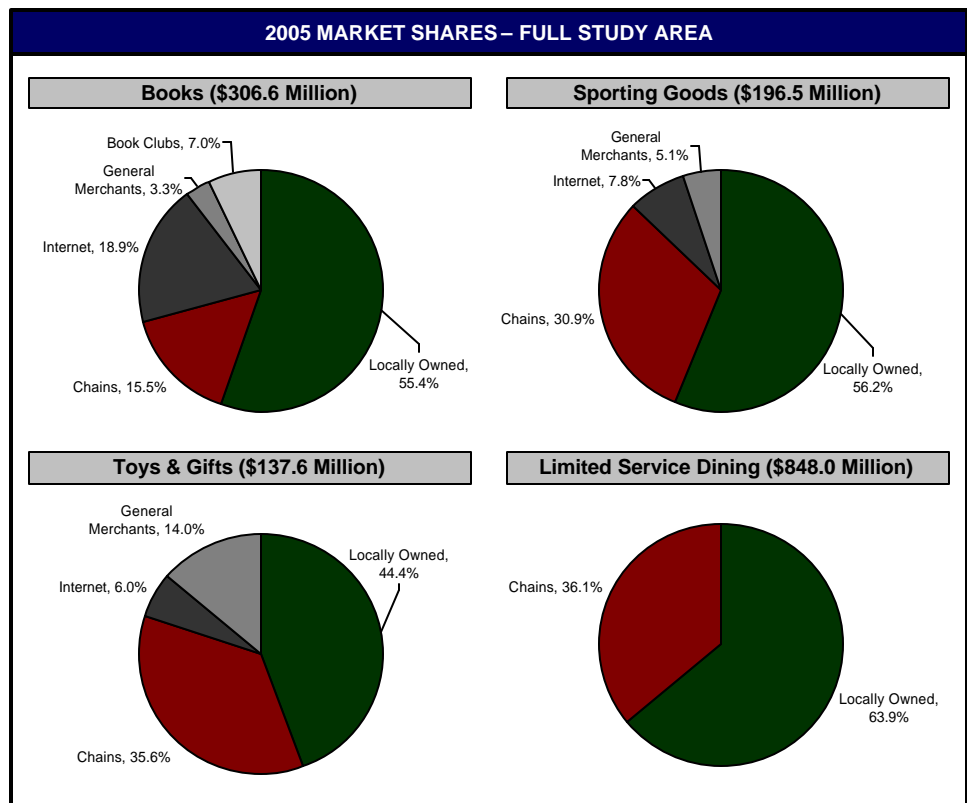 2005 MARKET SHARES – FULL STUDY AREA
Books ($306.6 Million)
Book Clubs, 7.0%
General
Merchants, 3.3%
Internet, 18.9%
Chains, 15.5%
Locally Owned,
55.4%
Sporting Goods ($196.5 Million)
General
Merchants, 5.1%
Internet, 7.8%
Chains, 30.9%
Locally Owned,
56.2%
Toys & Gifts ($137.6 Million)
General
Merchants, 14.0%
Locally Owned,
44.4%
Internet, 6.0%
Chains, 35.6%
Limited Service Dining ($848.0 Million)
Chains, 36.1%
Locally Owned,
63.9%